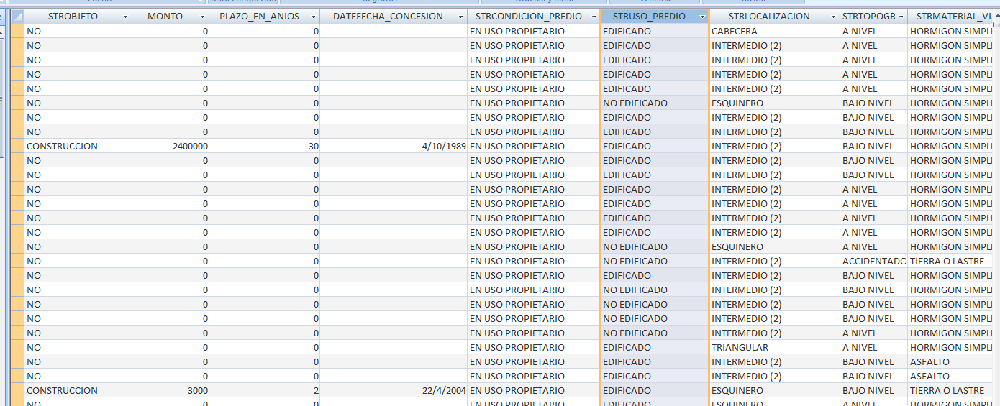 Fuente Texto enriquecido Registros Ordenar y filtrar Ventana Buscar
STROBJETO MONTO PLAZO_EN_ANIOS DATEFECHA_CONCESION STRCONDICION_PREDIO STRUSO_PREDIO STRLOCALIZACION STRTOPOGR STRMATERIAL_VI
NO 0 0 EN USO PROPIETARIO EDIFICADO CABECERA A NIVEL HORMIGON SIMPL
NO 0 0 EN USO PROPIETARIO EDIFICADO INTERMEDIO (2) A NIVEL HORMIGON SIMPL
NO 0 0 EN USO PROPIETARIO EDIFICADO INTERMEDIO (2) A NIVEL HORMIGON SIMPL
NO 0 0 EN USO PROPIETARIO EDIFICADO INTERMEDIO (2) A NIVEL HORMIGON SIMPL
NO 0 0 EN USO PROPIETARIO EDIFICADO INTERMEDIO (2) A NIVEL HORMIGON SIMPL
NO 0 0 EN USO PROPIETARIO NO EDIFICADO ESQUINERO BAJO NIVEL HORMIGON SIMPL
NO 0 0 EN USO PROPIETARIO EDIFICADO INTERMEDIO (2) BAJO NIVEL HORMIGON SIMPL
NO 0 0 EN USO PROPIETARIO EDIFICADO INTERMEDIO (2) BAJO NIVEL HORMIGON SIMPL
CONSTRUCCION 2400000 30 4/10/1989 EN USO PROPIETARIO EDIFICADO INTERMEDIO (2) BAJO NIVEL HORMIGON SIMPL
NO 0 0 EN USO PROPIETARIO EDIFICADO INTERMEDIO (2) BAJO NIVEL HORMIGON SIMPL
NO 0 0 EN USO PROPIETARIO EDIFICADO INTERMEDIO (2) BAJO NIVEL HORMIGON SIMPL
NO 0 0 EN USO PROPIETARIO EDIFICADO INTERMEDIO (2) A NIVEL HORMIGON SIMPL
NO 0 0 EN USO PROPIETARIO EDIFICADO INTERMEDIO (2) A NIVEL HORMIGON SIMPL
NO 0 0 EN USO PROPIETARIO EDIFICADO INTERMEDIO (2) A NIVEL HORMIGON SIMPL
NO 0 0 EN USO PROPIETARIO EDIFICADO INTERMEDIO (2) A NIVEL HORMIGON SIMPL
NO 0 0 EN USO PROPIETARIO NO EDIFICADO ESQUINERO A NIVEL HORMIGON SIMPL
NO 0 0 EN USO PROPIETARIO NO EDIFICADO INTERMEDIO (2) ACCIDENTADO TIERRA O LASTRE
NO 0 0 EN USO PROPIETARIO EDIFICADO INTERMEDIO (2) BAJO NIVEL HORMIGON SIMPL
NO 0 0 EN USO PROPIETARIO NO EDIFICADO INTERMEDIO (2) BAJO NIVEL HORMIGON SIMPL
NO 0 0 EN USO PROPIETARIO NO EDIFICADO INTERMEDIO (2) BAJO NIVEL HORMIGON SIMPL
NO 0 0 EN USO PROPIETARIO NO EDIFICADO INTERMEDIO (2) BAJO NIVEL HORMIGON SIMPL
NO 0 0 EN USO PROPIETARIO NO EDIFICADO INTERMEDIO (2) A NIVEL HORMIGON SIMPL
NO 0 0 EN USO PROPIETARIO EDIFICADO TRIANGULAR A NIVEL HORMIGON SIMPL
NO 0 0 EN USO PROPIETARIO EDIFICADO INTERMEDIO (2) BAJO NIVEL ASFALTO
NO 0 0 EN USO PROPIETARIO EDIFICADO INTERMEDIO (2) BAJO NIVEL ASFALTO
CONSTRUCCION 3000 2 22/4/2004 EN USO PROPIETARIO EDIFICADO ESQUINERO BAJO NIVEL TIERRA O LASTRE
NO 0 0 EN USO PROPIETARIO EDIFICADO ESQUINERO A NIVEL HORMIGON SIMPL